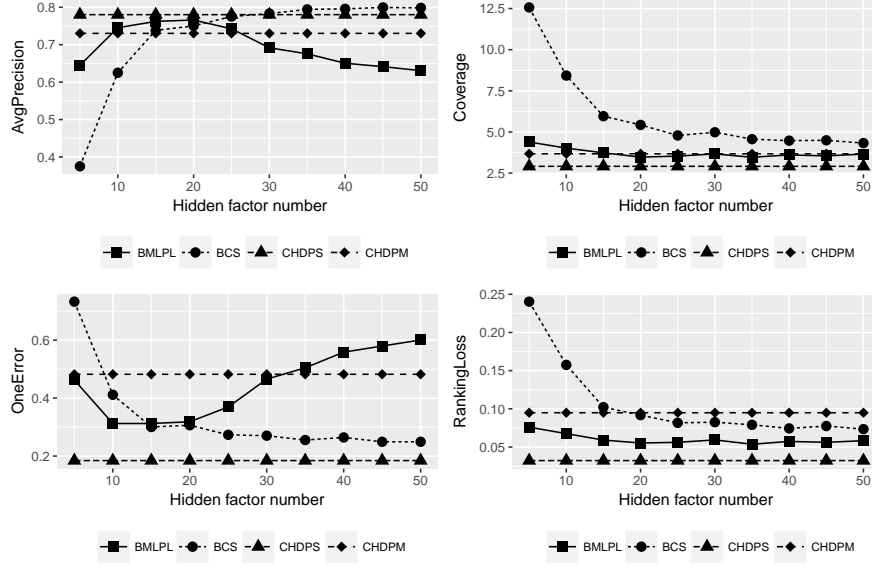 AvgPrecision
0.8
0.7
0.6
0.5
0.4
10 20 30 40 50
Hidden factor number
BMLPL BCS CHDPS CHDPM
Coverage
12.5
10.0
7.5
5.0
2.5
10 20 30 40 50
Hidden factor number
BMLPL BCS CHDPS CHDPM
OneError
0.6
0.4
0.2
10 20 30 40 50
Hidden factor number
BMLPL BCS CHDPS CHDPM
RankingLoss
0.25
0.20
0.15
0.10
0.05
10 20 30 40 50
Hidden factor number
BMLPL BCS CHDPS CHDPM